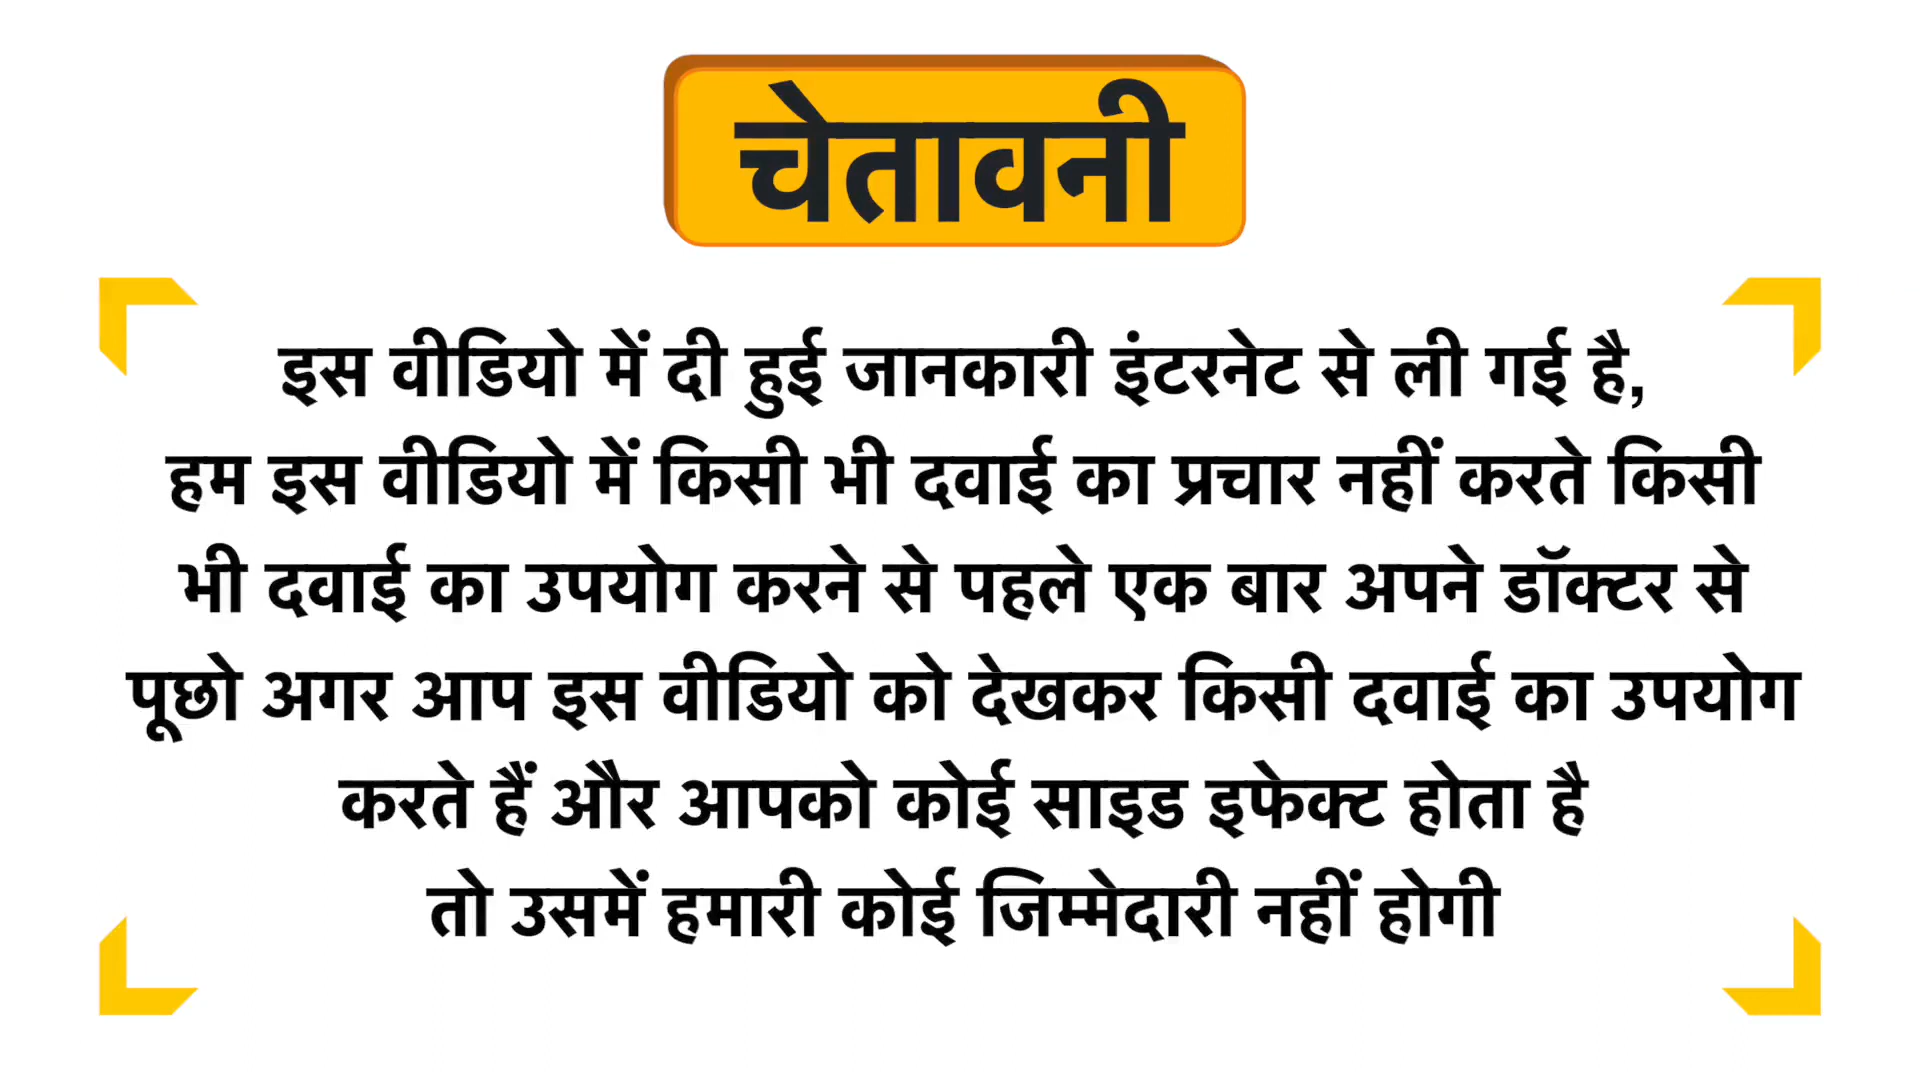 चेतावनी
इस वीडियो में दी हुई जानकारी इंटरनेट से ली गई है,
हम इस वीडियो में किसी भी दवाई का प्रचार नहीं करते किसी
भी दवाई का उपयोग करने से पहले एक बार अपने डॉक्टर से
पूछो अगर आप इस वीडियो को देखकर किसी दवाई का उपयोग
करते हैं और आपको कोई साइड इफेक्ट होता है
तो उसमें हमारी कोई जिम्मेदारी नहीं होगी